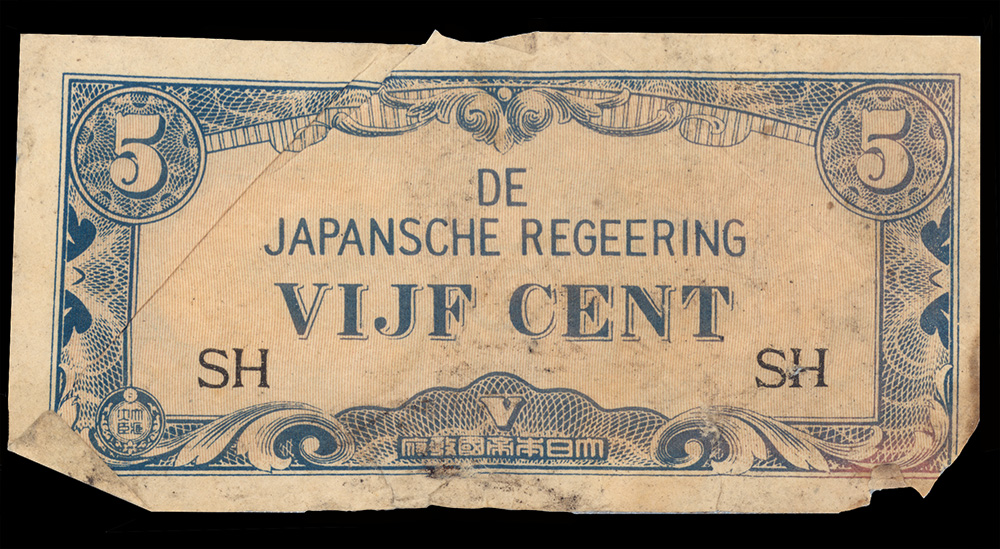 5 5
DE
JAPANSCHE REGEERING
VIJF CENT
SH SH
V
大日本帝國政府